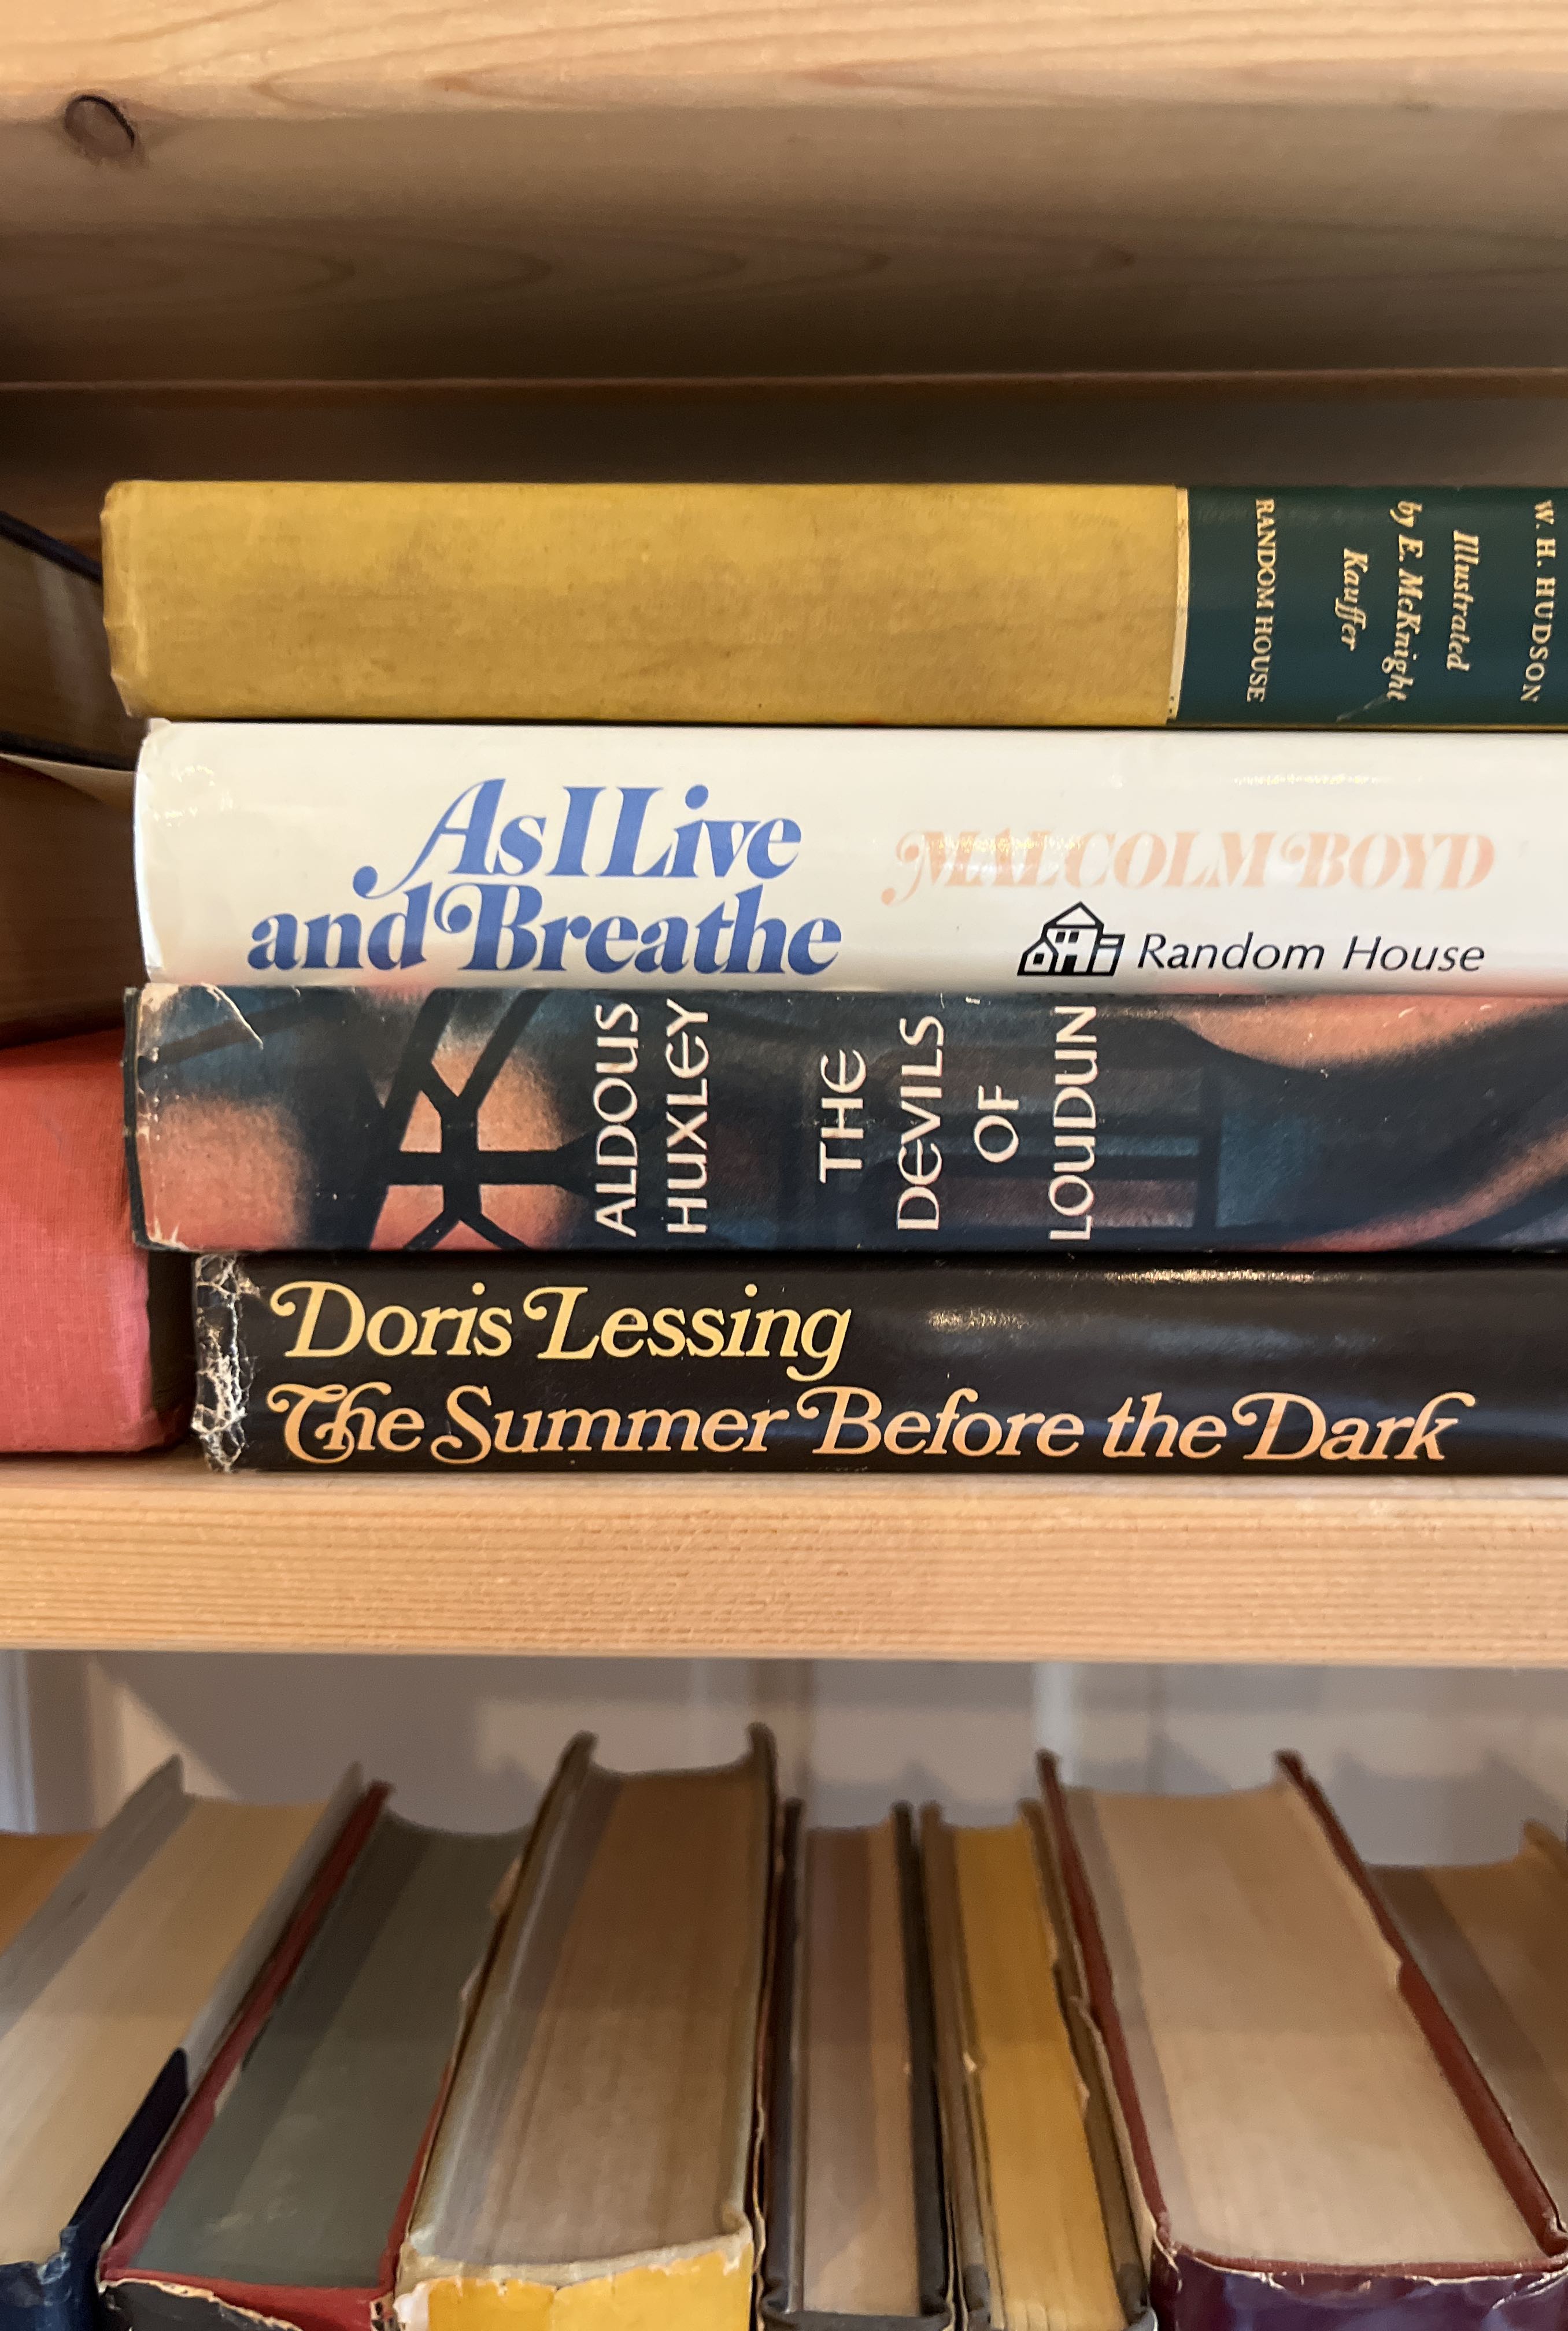 W. H. HUDSON
Illustrated
by E. McKnight
Kauffer
RANDOM HOUSE
As I Live
and Breathe
MALCOLM BOYD
Random House
ALDOUS
HUXLEY
THE
DEVILS
OF
LOUDUN
Doris Lessing
The Summer Before the Dark